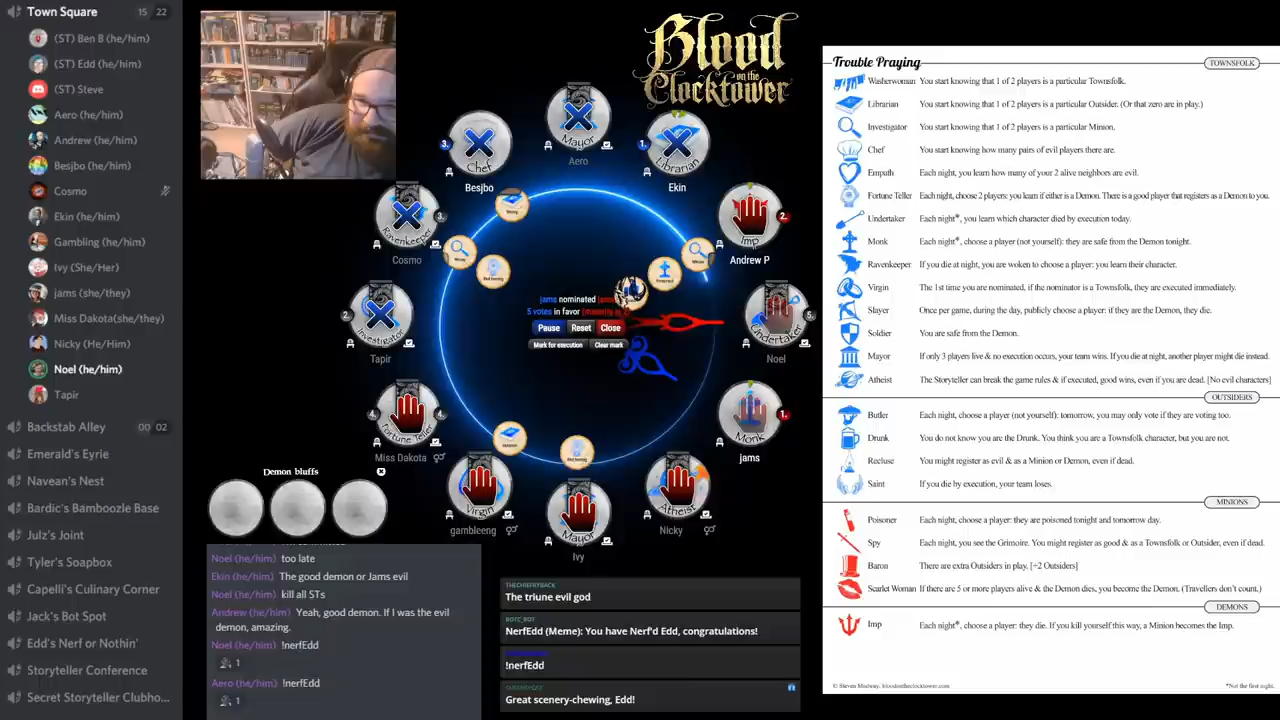 Town Square
15 22
(ST) Ben B (he/him)
(ST) Edd (he/him)
(ST) Steve
Aero (he/him)
Andrew (he/him)
Besjbo (he/him)
Cosmo
Ekin (he/him)
Gambling (he/him)
Ivy (She/Her)
jams (she/they)
Miss Dakota(she/they)
Nicky (He/Him)
Noel (he/him)
Tapir
Backstab Alley
00 02
Emerald's Eyrie
Navean's Nest
Bardic's Bamboozle Base
Julz's Joint
Tyler's Soapbox
Capelli's Culinary Corner
Jack's Box
Edd's 'Ouse or Nothin'
Storyteller Conference
Secret Storyteller Clubho...
Blood
on the
Clocktower
Mayor
Aero
Chef
Besjbo
Librarian
Ekin
Imp
Andrew P
Ravenkeeper
Cosmo
Undertaker
Noel
Investigator
Tapir
Monk
jams
Fortune Teller
Miss Dakota
Virgin
gambleeng
Mayor
Ivy
Atheist
Nicky
jams nominated jams
5 votes in favor
Pause
Reset
Close
Mark for execution
Clear mark
Demon bluffs
Noel (he/him) too late
Ekin (he/him) The good demon or Jams evil
Noel (he/him) kill all STs
Andrew (he/him) Yeah, good demon. If I was the evil
demon, amazing.
Noel (he/him) !nerfEdd
1
Aero (he/him) !nerfEdd
1
The triune evil god
BOTC_BOT
NerfEdd (Meme): You have Nerf'd Edd, congratulations!
!nerfEdd
Great scenery-chewing, Edd!
Trouble Praying
TOWNSFOLK
Washerwoman You start knowing that 1 of 2 players is a particular Townsfolk.
Librarian You start knowing that 1 of 2 players is a particular Outsider. (Or that zero are in play.)
Investigator You start knowing that 1 of 2 players is a particular Minion.
Chef You start knowing how many pairs of evil players there are.
Empath Each night, you learn how many of your 2 alive neighbors are evil.
Fortune Teller Each night, choose 2 players: you learn if either is a Demon. There is a good player that registers as a Demon to you.
Undertaker Each night*, you learn which character died by execution today.
Monk Each night*, choose a player (not yourself): they are safe from the Demon tonight.
Ravenkeeper If you die at night, you are woken to choose a player: you learn their character.
Virgin The 1st time you are nominated, if the nominator is a Townsfolk, they are executed immediately.
Slayer Once per game, during the day, publicly choose a player: if they are the Demon, they die.
Soldier You are safe from the Demon.
Mayor If only 3 players live & no execution occurs, your team wins. If you die at night, another player might die instead.
Atheist The Storyteller can break the game rules & if executed, good wins, even if you are dead. [No evil characters]
OUTSIDERS
Butler Each night, choose a player (not yourself): tomorrow, you may only vote if they are voting too.
Drunk You do not know you are the Drunk. You think you are a Townsfolk character, but you are not.
Recluse You might register as evil & as a Minion or Demon, even if dead.
Saint If you die by execution, your team loses.
MINIONS
Poisoner Each night, choose a player: they are poisoned tonight and tomorrow day.
Spy Each night, you see the Grimoire. You might register as good & as a Townsfolk or Outsider, even if dead.
Baron There are extra Outsiders in play. [+2 Outsiders]
Scarlet Woman If there are 5 or more players alive & the Demon dies, you become the Demon. (Travellers don't count.)
DEMONS
Imp Each night*, choose a player: they die. If you kill yourself this way, a Minion becomes the Imp.
© Steven Medway, bloodontheclocktower.com
*Not the first night.